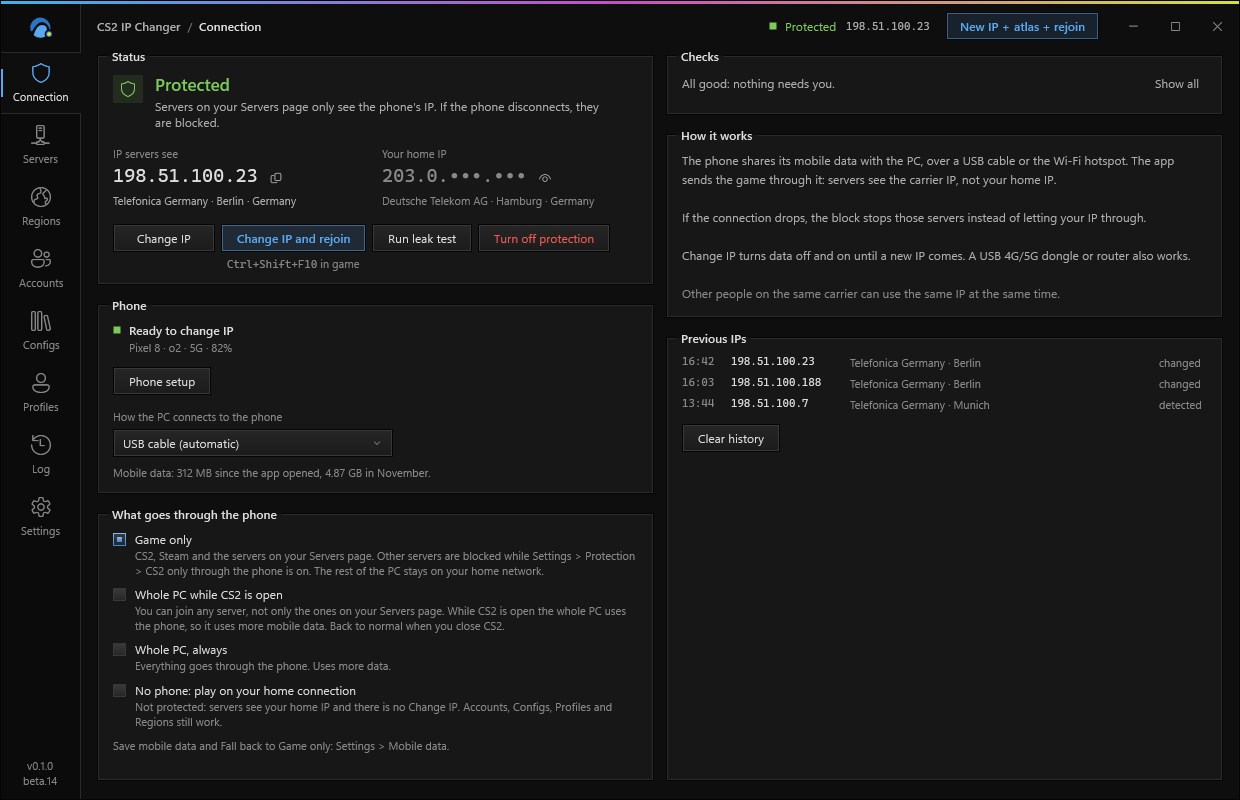 CS2 IP Changer / Connection
Protected 198.51.100.23
New IP + atlas + rejoin
Connection
Servers
Regions
Accounts
Configs
Profiles
Log
Settings
v0.1.0
beta.14
Status
Protected
Servers on your Servers page only see the phone's IP. If the phone disconnects, they
are blocked.
IP servers see
198.51.100.23
Telefonica Germany · Berlin · Germany
Your home IP
203.0.•••.•••
Deutsche Telekom AG · Hamburg · Germany
Change IP
Change IP and rejoin
Run leak test
Turn off protection
Ctrl+Shift+F10 in game
Phone
Ready to change IP
Pixel 8 · o2 · 5G · 82%
Phone setup
How the PC connects to the phone
USB cable (automatic)
Mobile data: 312 MB since the app opened, 4.87 GB in November.
What goes through the phone
Game only
CS2, Steam and the servers on your Servers page. Other servers are blocked while Settings > Protection
> CS2 only through the phone is on. The rest of the PC stays on your home network.
Whole PC while CS2 is open
You can join any server, not only the ones on your Servers page. While CS2 is open the whole PC uses
the phone, so it uses more mobile data. Back to normal when you close CS2.
Whole PC, always
Everything goes through the phone. Uses more data.
No phone: play on your home connection
Not protected: servers see your home IP and there is no Change IP. Accounts, Configs, Profiles and
Regions still work.
Save mobile data and Fall back to Game only: Settings > Mobile data.
Checks
All good: nothing needs you.
Show all
How it works
The phone shares its mobile data with the PC, over a USB cable or the Wi-Fi hotspot. The app
sends the game through it: servers see the carrier IP, not your home IP.
If the connection drops, the block stops those servers instead of letting your IP through.
Change IP turns data off and on until a new IP comes. A USB 4G/5G dongle or router also works.
Other people on the same carrier can use the same IP at the same time.
Previous IPs
16:42 198.51.100.23 Telefonica Germany · Berlin changed
16:03 198.51.100.188 Telefonica Germany · Berlin changed
13:44 198.51.100.7 Telefonica Germany · Munich detected
Clear history